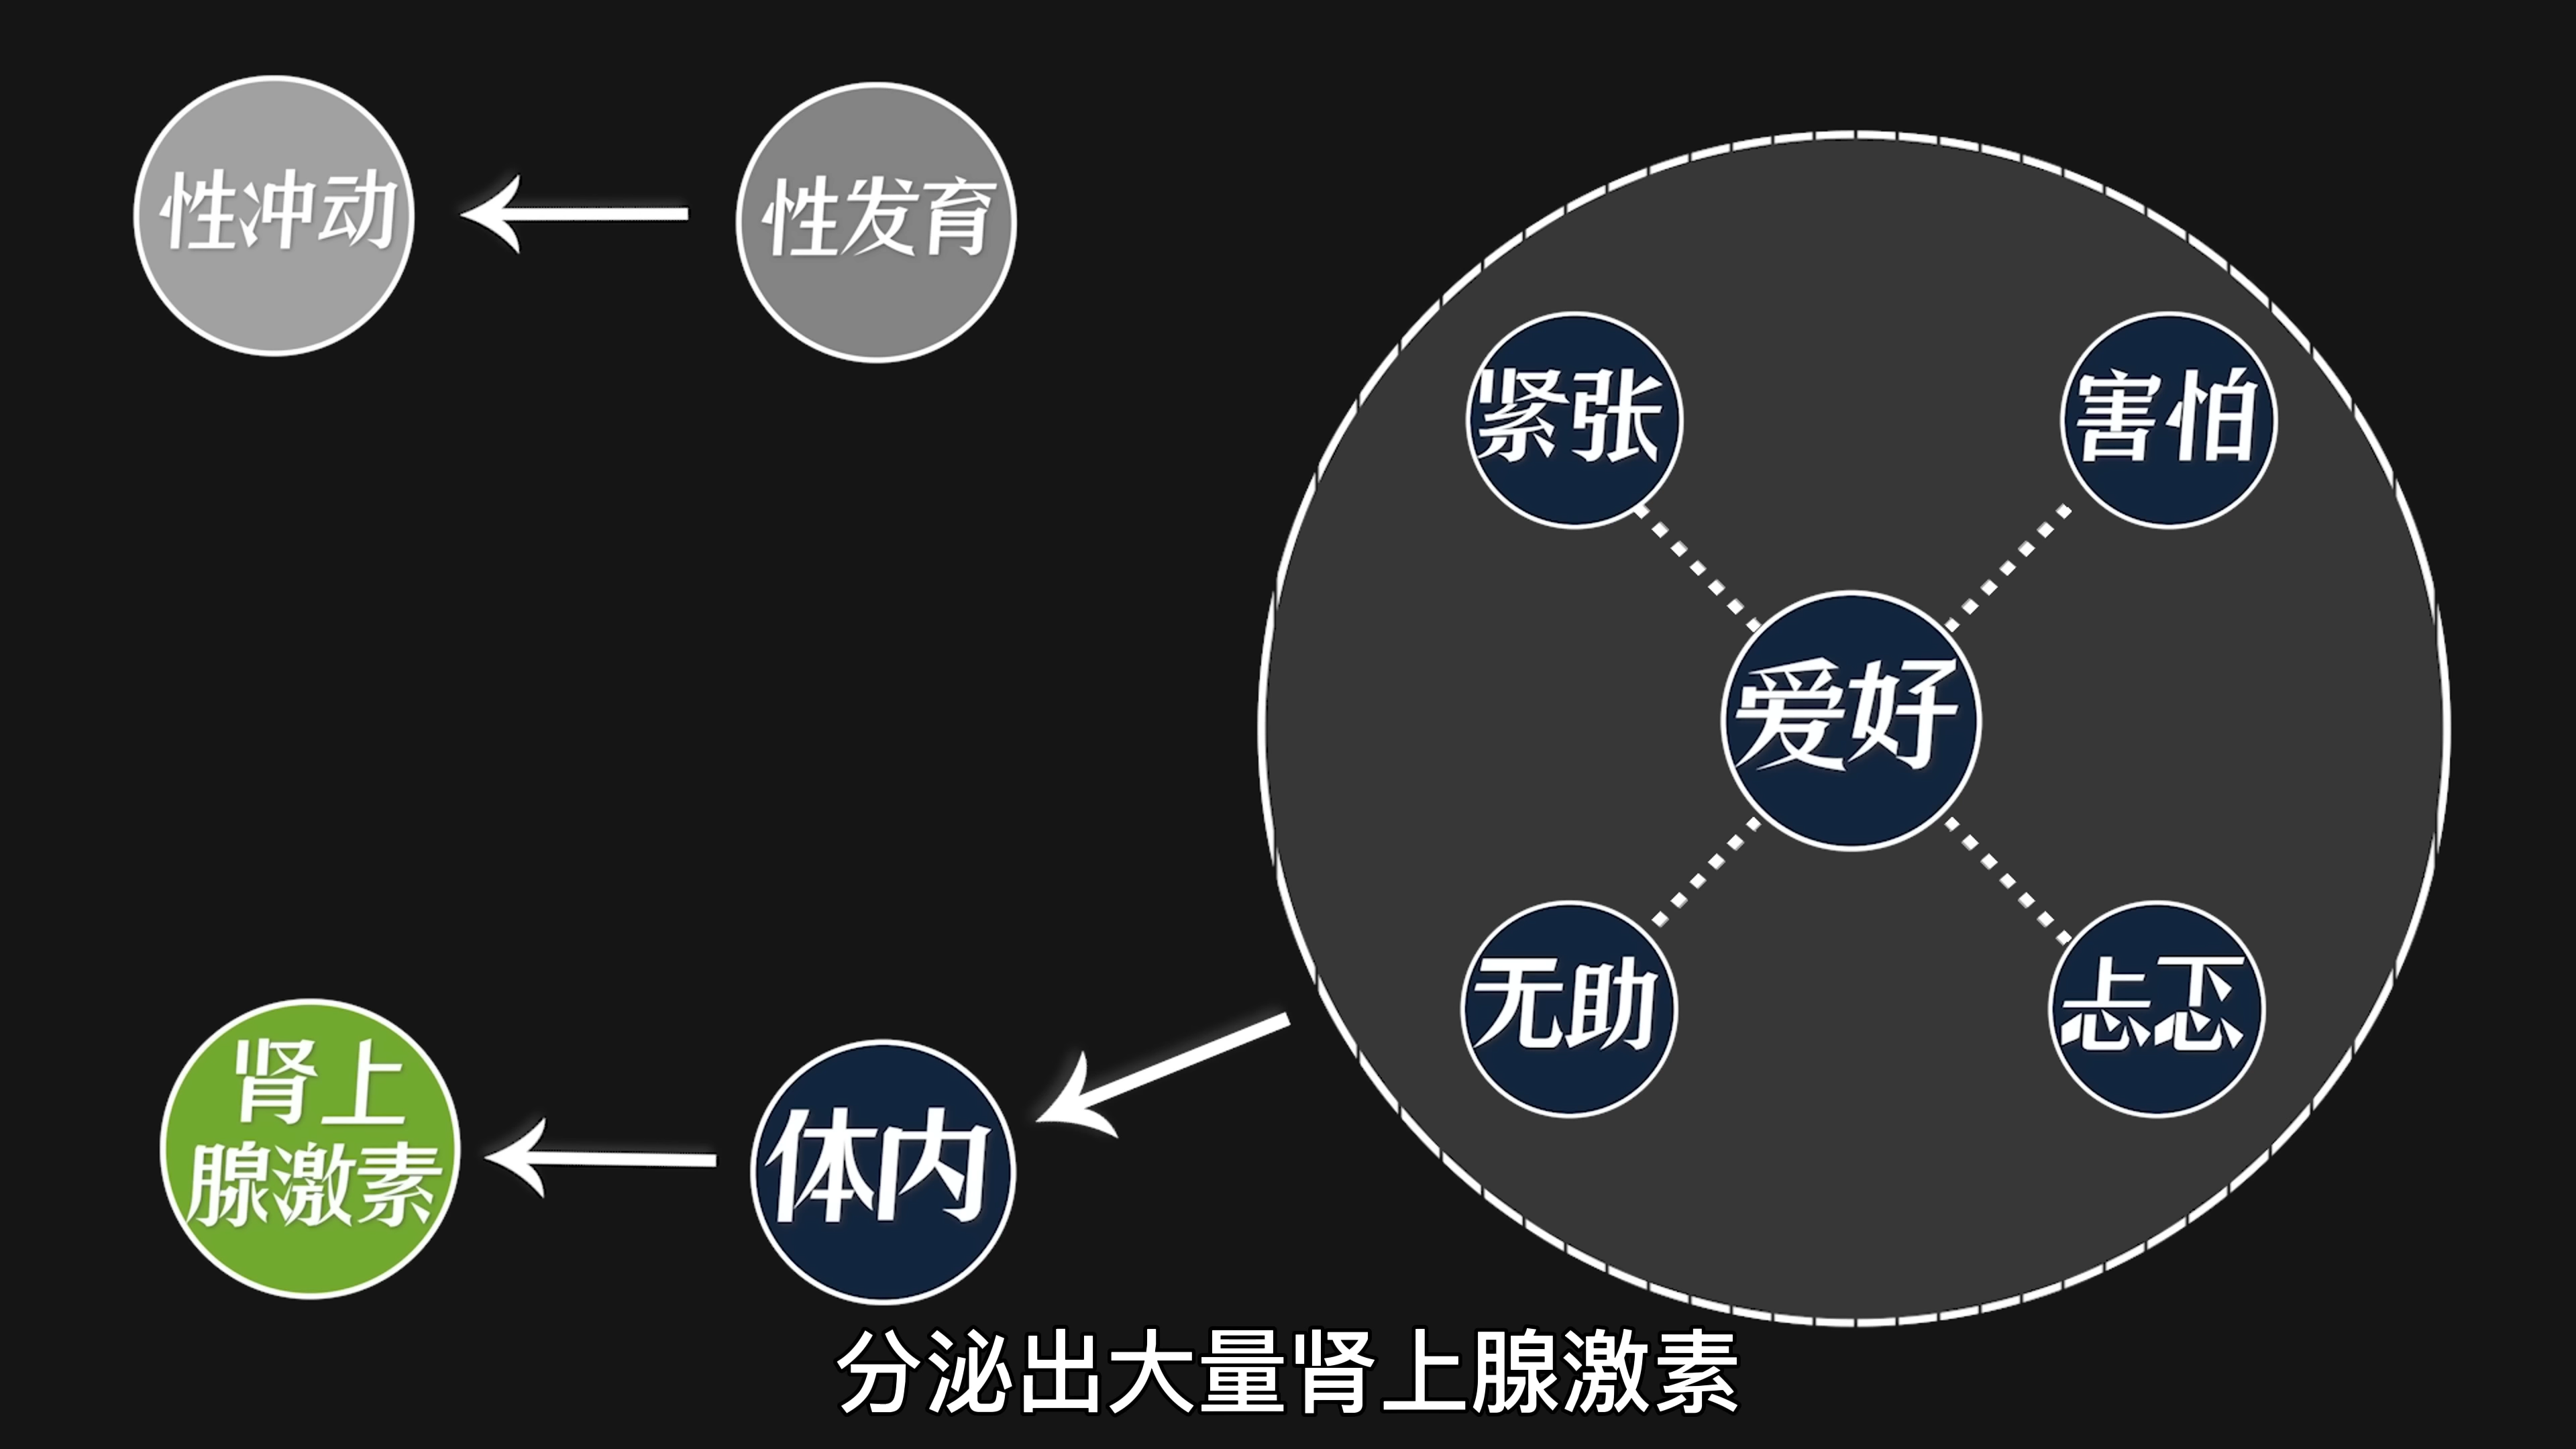 性冲动
性发育
紧张
害怕
爱好
无助
忐忑
肾上
腺激素
体内
分泌出大量肾上腺激素